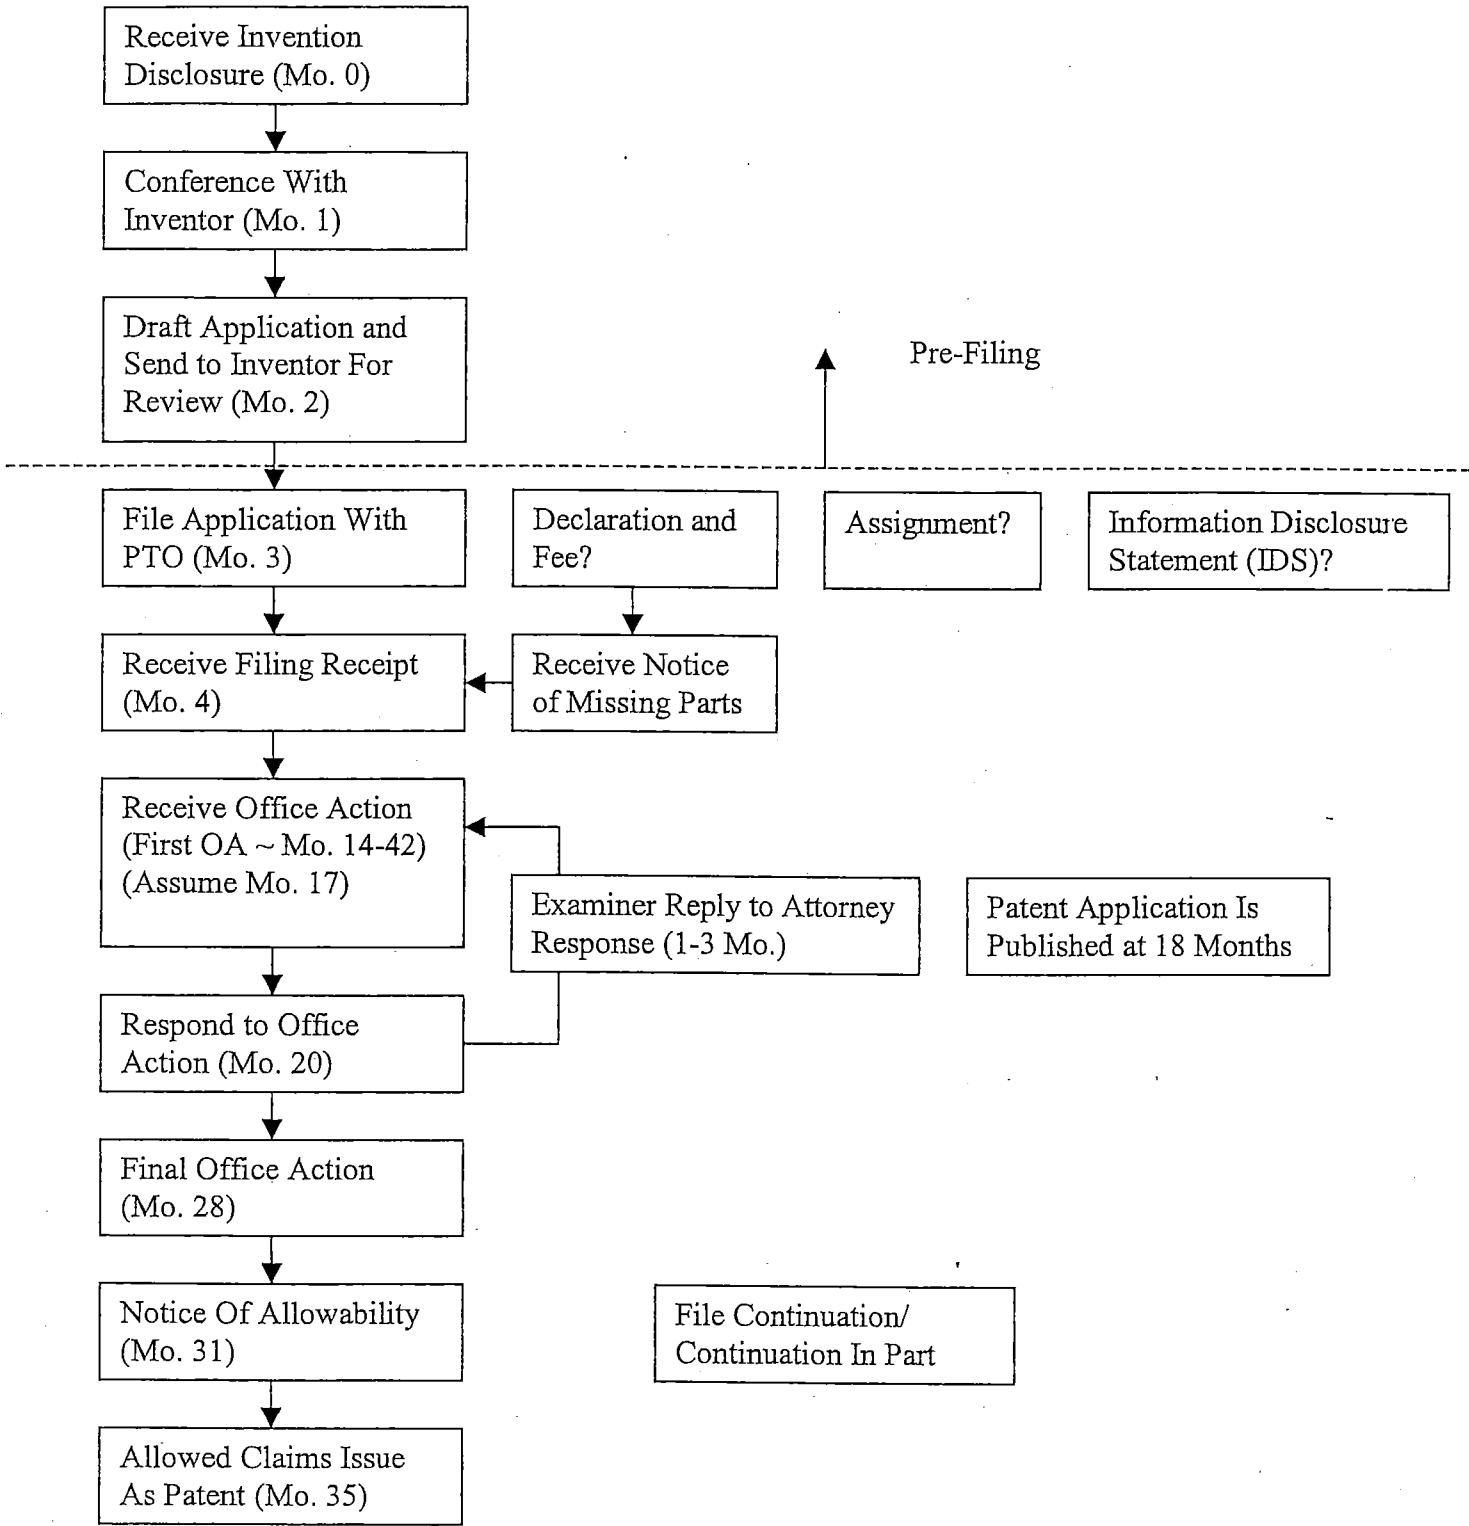 Receive Invention
Disclosure (Mo. 0)
Conference With
Inventor (Mo. 1)
Draft Application and
Send to Inventor For
Review (Mo. 2)
Pre-Filing
File Application With
PTO (Mo. 3)
Declaration and
Fee?
Assignment?
Information Disclosure
Statement (IDS)?
Receive Filing Receipt
(Mo. 4)
Receive Notice
of Missing Parts
Receive Office Action
(First OA ~ Mo. 14-42)
(Assume Mo. 17)
Examiner Reply to Attorney
Response (1-3 Mo.)
Patent Application Is
Published at 18 Months
Respond to Office
Action (Mo. 20)
Final Office Action
(Mo. 28)
Notice Of Allowability
(Mo. 31)
File Continuation/
Continuation In Part
Allowed Claims Issue
As Patent (Mo. 35)